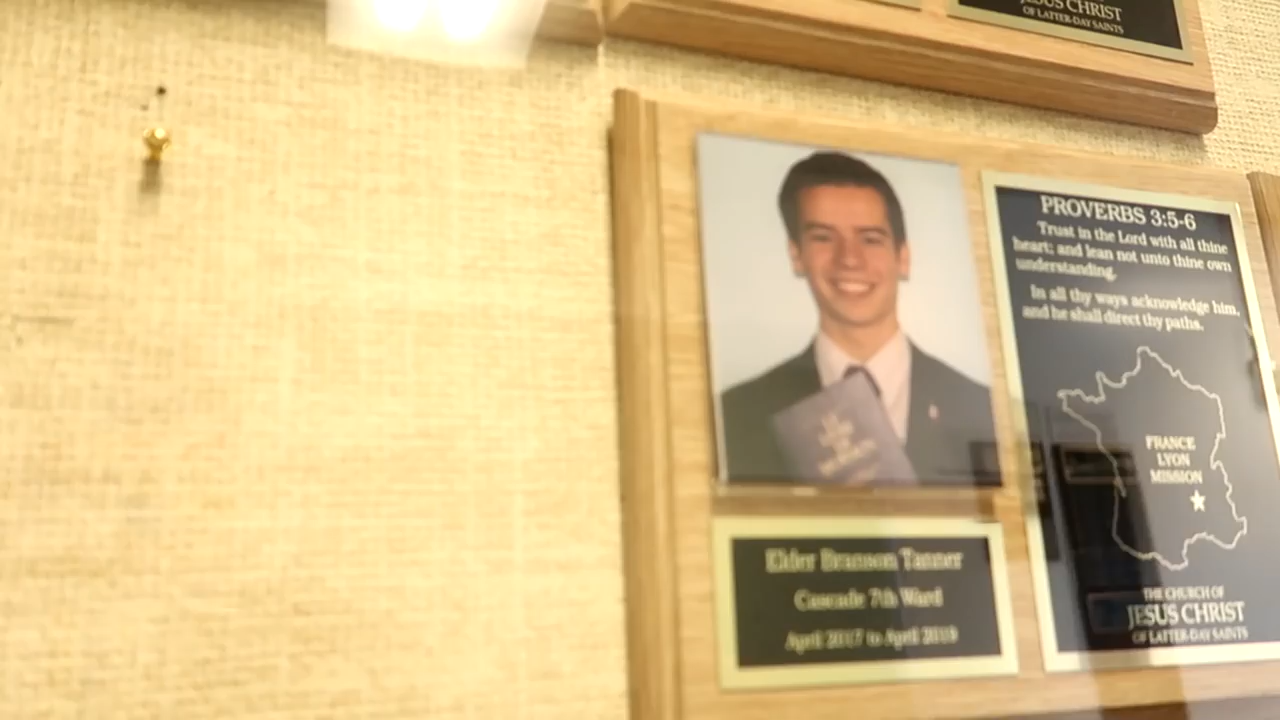 JESUS CHRIST
OF LATTER-DAY SAINTS
PROVERBS 3:5-6
Trust in the Lord with all thine
heart; and lean not unto thine own
understanding.
In all thy ways acknowledge him,
and he shall direct thy paths.
FRANCE
LYON
MISSION
THE CHURCH OF
JESUS CHRIST
OF LATTER-DAY SAINTS
Elder Branson Tanner
Cascade 7th Ward
April 2017 to April 2019